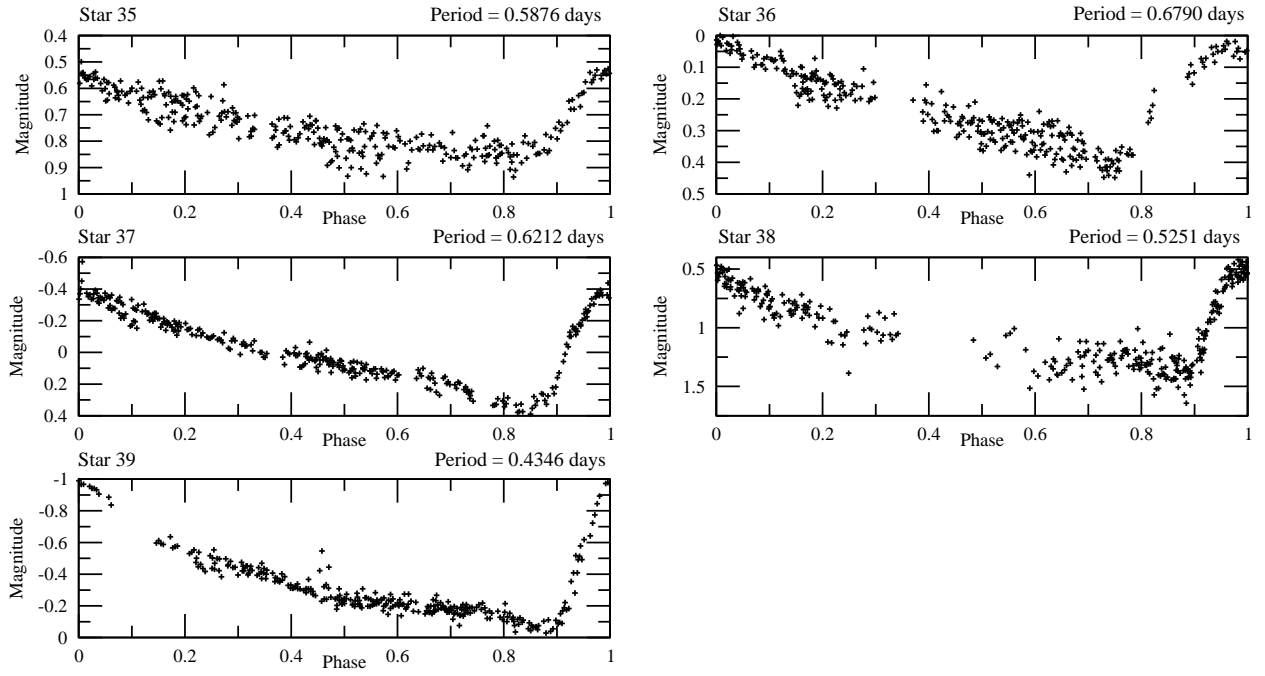 Star 35
Period = 0.5876 days
0.4
0.5
0.6
0.7
0.8
0.9
1
Magnitude
0
0.2
0.4
0.6
0.8
1
Phase
Star 36
Period = 0.6790 days
0
0.1
0.2
0.3
0.4
0.5
Magnitude
0
0.2
0.4
0.6
0.8
1
Phase
Star 37
Period = 0.6212 days
-0.6
-0.4
-0.2
0
0.2
0.4
Magnitude
0
0.2
0.4
0.6
0.8
1
Phase
Star 38
Period = 0.5251 days
0.5
1
1.5
Magnitude
0
0.2
0.4
0.6
0.8
1
Phase
Star 39
Period = 0.4346 days
-1
-0.8
-0.6
-0.4
-0.2
0
Magnitude
0
0.2
0.4
0.6
0.8
1
Phase